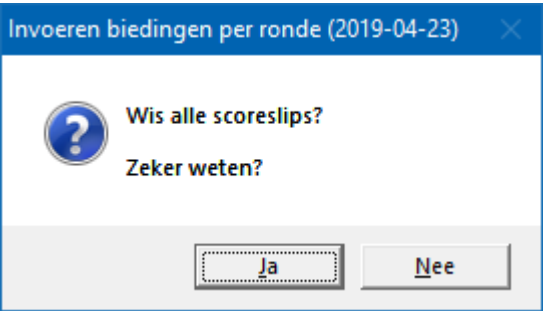 Invoeren biedingen per ronde (2019-04-23)
Wis alle scoreslips?
Zeker weten?
Ja
Nee